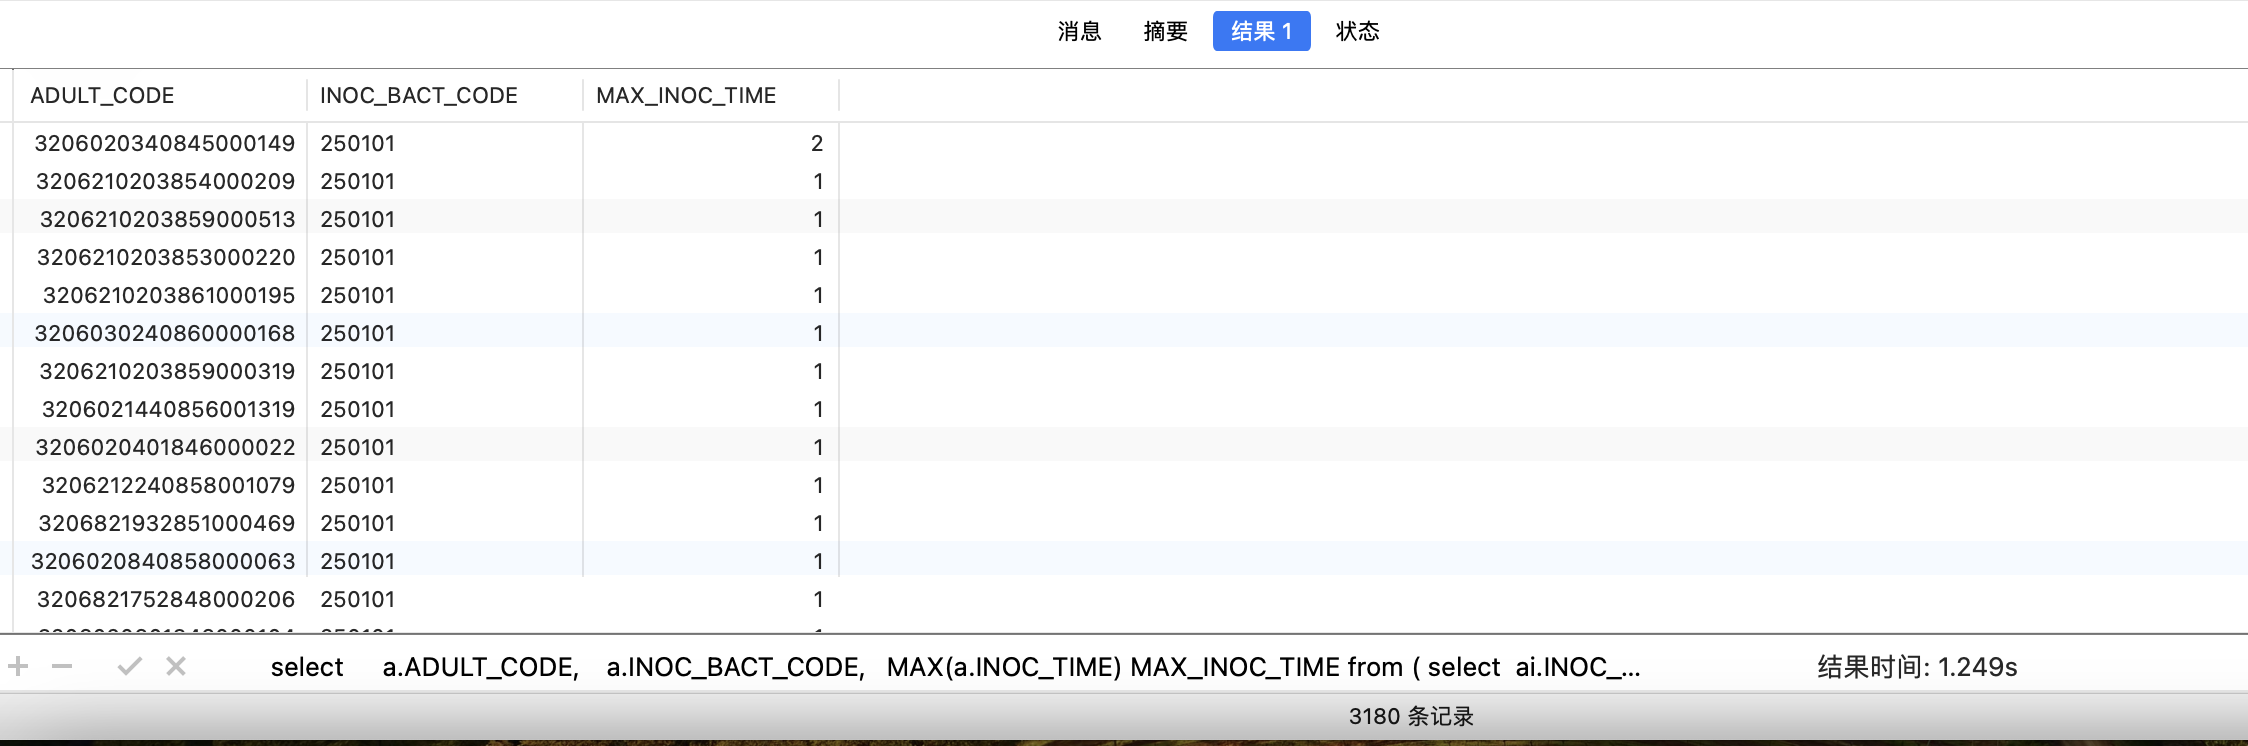 消息 摘要 结果 1 状态
ADULT_CODE INOC_BACT_CODE MAX_INOC_TIME
3206020340845000149 250101 2
3206210203854000209 250101 1
3206210203859000513 250101 1
3206210203853000220 250101 1
3206210203861000195 250101 1
3206030240860000168 250101 1
3206210203859000319 250101 1
3206021440856001319 250101 1
3206020401846000022 250101 1
3206212240858001079 250101 1
3206821932851000469 250101 1
3206020840858000063 250101 1
3206821752848000206 250101 1
select a.ADULT_CODE, a.INOC_BACT_CODE, MAX(a.INOC_TIME) MAX_INOC_TIME from ( select ai.INOC_... 结果时间: 1.249s
3180 条记录